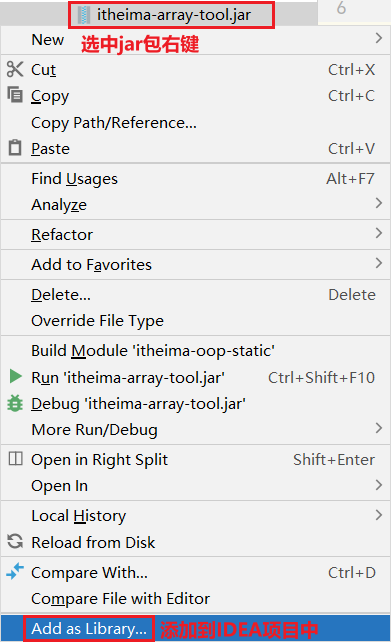 itheima-array-tool.jar
6
New
选中jar包右键
Cut Ctrl+X
Copy Ctrl+C
Copy Path/Reference...
Paste Ctrl+V
Find Usages Alt+F7
Analyze
Refactor
Add to Favorites
Delete... Delete
Override File Type
Build Module 'itheima-oop-static'
Run 'itheima-array-tool.jar' Ctrl+Shift+F10
Debug 'itheima-array-tool.jar'
More Run/Debug
Open in Right Split Shift+Enter
Open In
Local History
Reload from Disk
Compare With... Ctrl+D
Compare File with Editor
Add as Library... 添加到IDEA项目中